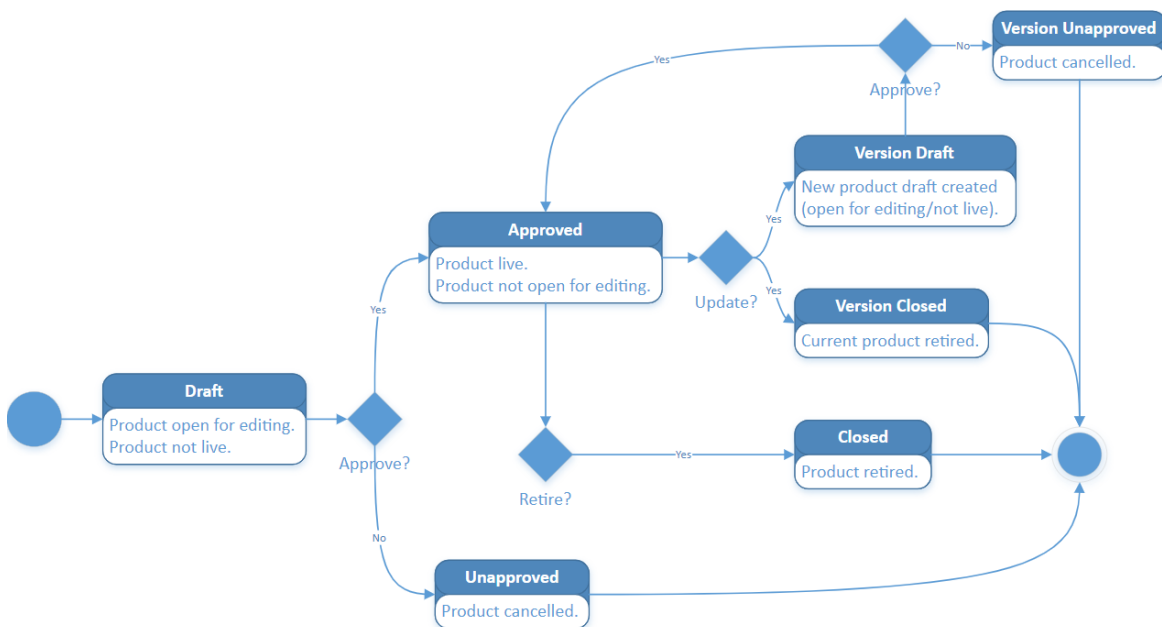 Version Unapproved
Product cancelled.
No
Yes
Approve?
Version Draft
New product draft created
(open for editing/not live).
Yes
Approved
Product live.
Product not open for editing.
Update?
Yes
Version Closed
Current product retired.
Yes
Draft
Product open for editing.
Product not live.
Approve?
Closed
Product retired.
Yes
Retire?
No
Unapproved
Product cancelled.